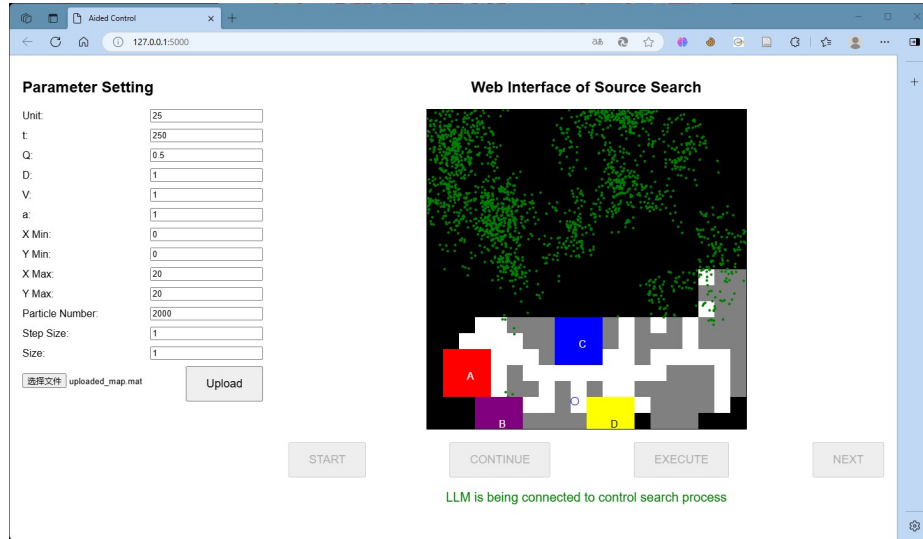 Aided Control
127.0.0.1:5000
Parameter Setting
Web Interface of Source Search
Unit: 25
t: 250
Q: 0.5
D: 1
V: 1
a: 1
X Min: 0
Y Min: 0
X Max: 20
Y Max: 20
Particle Number: 2000
Step Size: 1
Size: 1
选择文件 uploaded_map.mat
Upload
C
A
B
D
START
CONTINUE
EXECUTE
NEXT
LLM is being connected to control search process